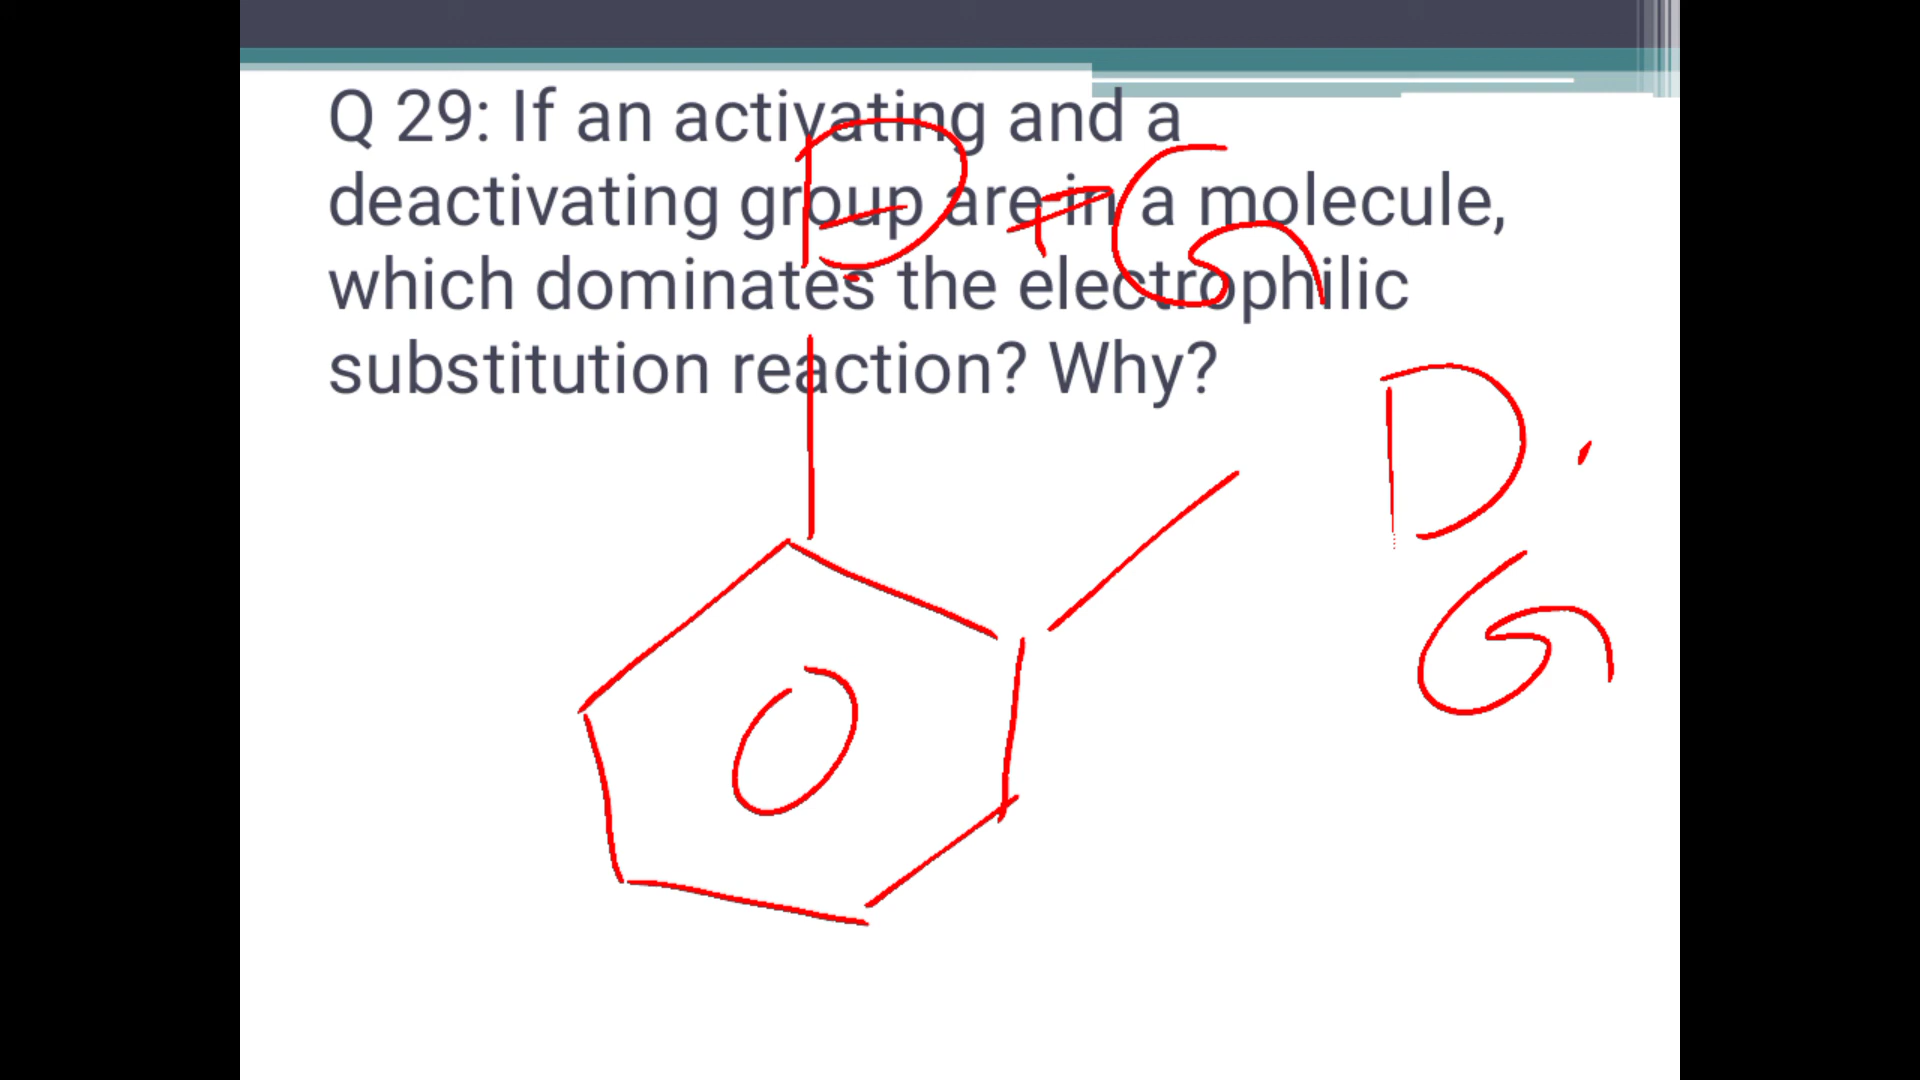 Q 29: If an activating and a
deactivating group are in a molecule,
which dominates the electrophilic
substitution reaction? Why?
D.
G